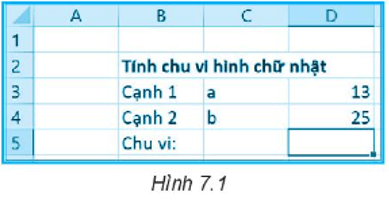 A B C D
1
2 Tính chu vi hình chữ nhật
3 Cạnh 1 a 13
4 Cạnh 2 b 25
5 Chu vi:
Hình 7.1